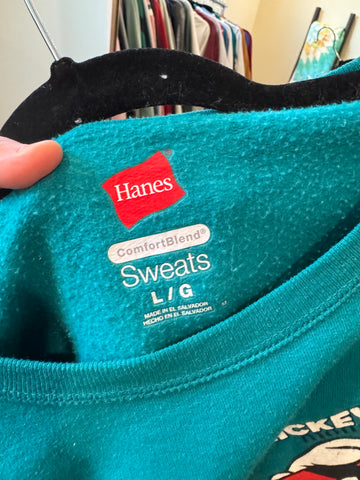 Hanes
ComfortBlend®
Sweats
L / G
MADE IN EL SALVADOR
HECHO EN EL SALVADOR